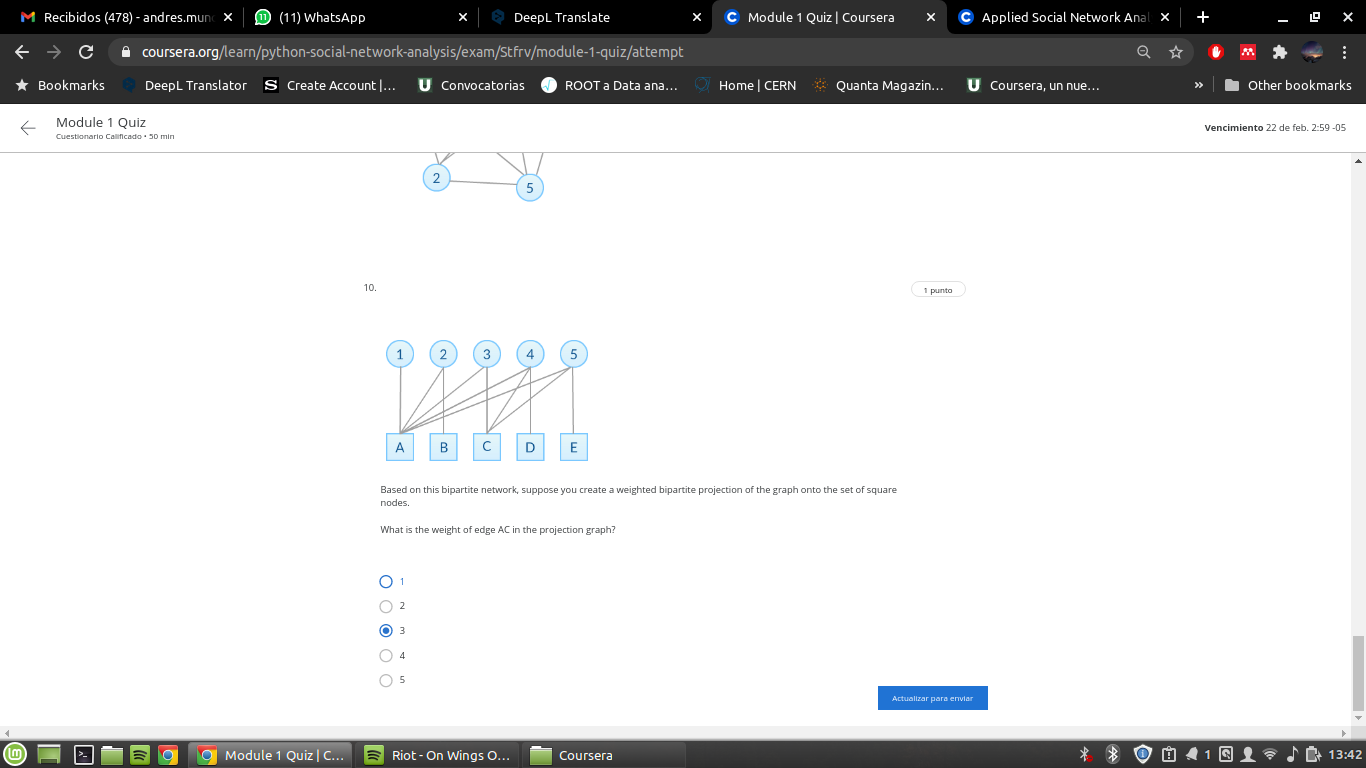 Recibidos (478) - andres.mun
(11) WhatsApp
DeepL Translate
Module 1 Quiz | Coursera
Applied Social Network Anal
coursera.org/learn/python-social-network-analysis/exam/Stfrv/module-1-quiz/attempt
Bookmarks
DeepL Translator
Create Account |...
Convocatorias
ROOT a Data ana...
Home | CERN
Quanta Magazin...
Coursera, un nue...
»
Other bookmarks
Module 1 Quiz
Cuestionario Calificado • 50 min
Vencimiento 22 de feb. 2:59 -05
2
5
10.
1 punto
1 2 3 4 5
A B C D E
Based on this bipartite network, suppose you create a weighted bipartite projection of the graph onto the set of square
nodes.
What is the weight of edge AC in the projection graph?
1
2
3
4
5
Actualizar para enviar
Module 1 Quiz | C...
Riot - On Wings O...
Coursera
1
13:42